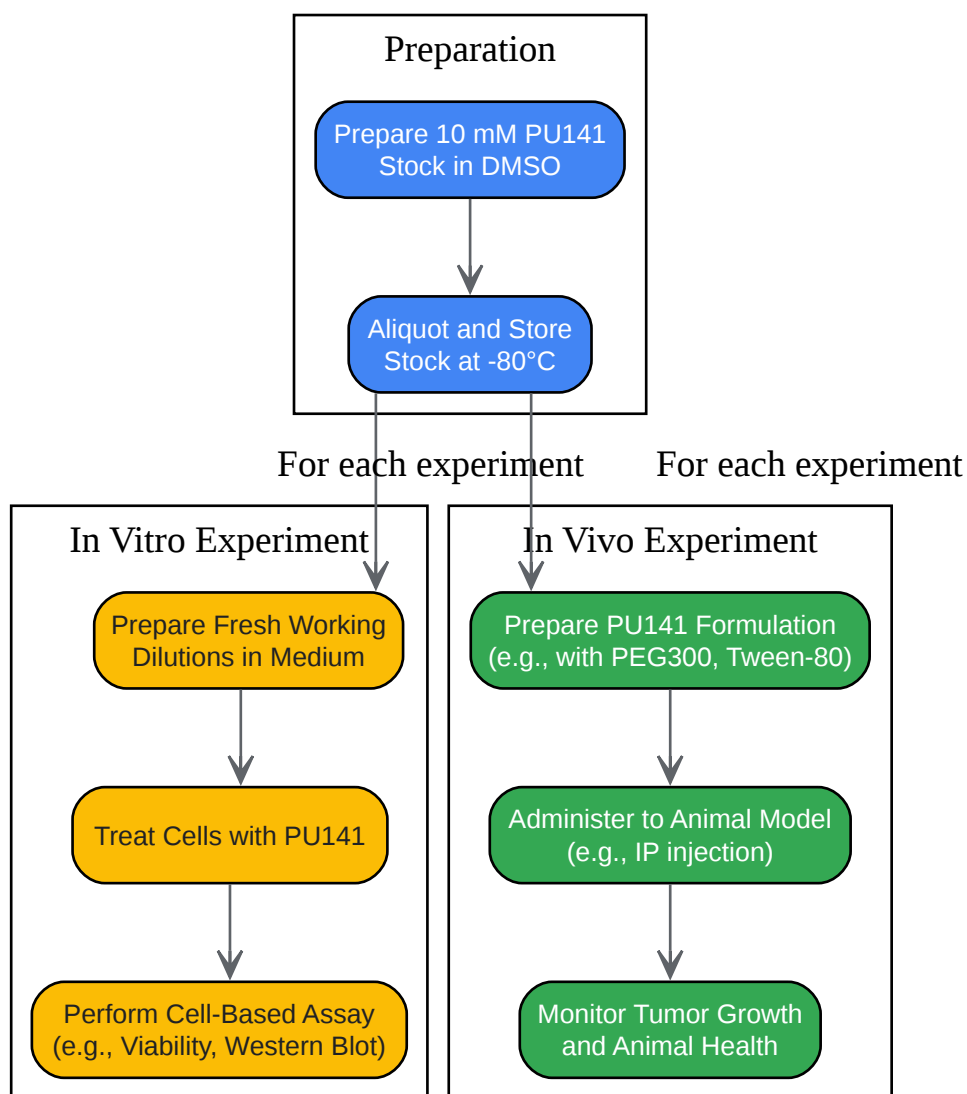 Preparation
Prepare 10 mM PU141
Stock in DMSO
Aliquot and Store
Stock at -80°C
For each experiment
For each experiment
In Vitro Experiment
Prepare Fresh Working
Dilutions in Medium
Treat Cells with PU141
Perform Cell-Based Assay
(e.g., Viability, Western Blot)
In Vivo Experiment
Prepare PU141 Formulation
(e.g., with PEG300, Tween-80)
Administer to Animal Model
(e.g., IP injection)
Monitor Tumor Growth
and Animal Health